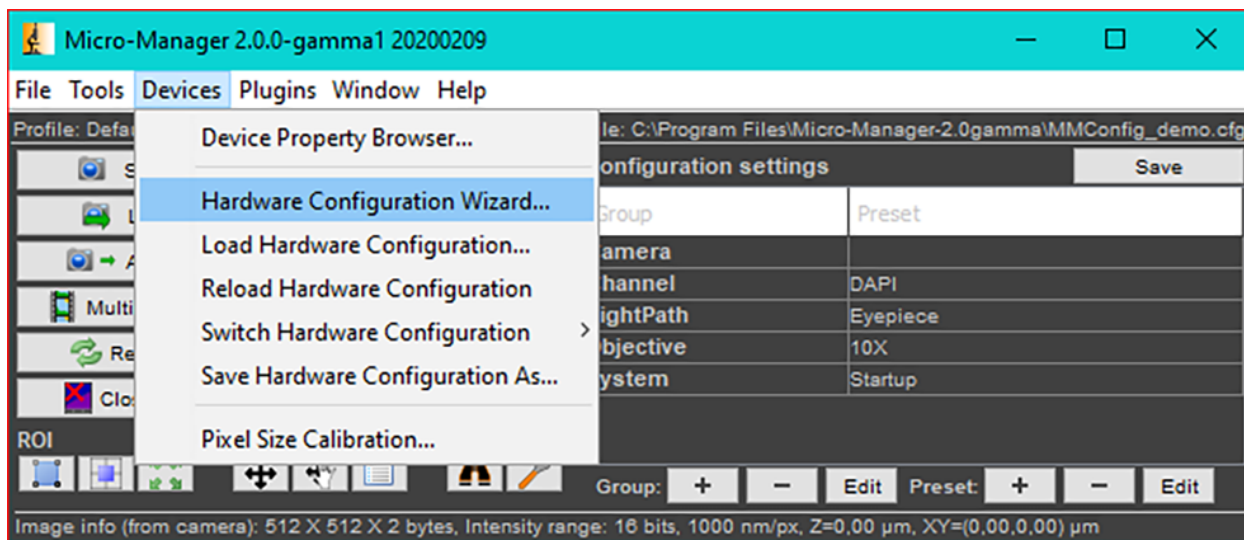 Micro-Manager 2.0.0-gamma1 20200209
File Tools Devices Plugins Window Help
Profile: Defau
le: C:\Program Files\Micro-Manager-2.0gamma\MMConfig_demo.cfg
Device Property Browser...
Hardware Configuration Wizard...
Load Hardware Configuration...
Reload Hardware Configuration
Switch Hardware Configuration
Save Hardware Configuration As...
Pixel Size Calibration...
onfiguration settings
Save
Group Preset
amera
hannel DAPI
ightPath Eyepiece
bjective 10X
ystem Startup
S
L
A
Multi
Re
Clo
ROI
Group: + − Edit Preset: + − Edit
Image info (from camera): 512 X 512 X 2 bytes, Intensity range: 16 bits, 1000 nm/px, Z=0,00 µm, XY=(0,00,0,00) µm